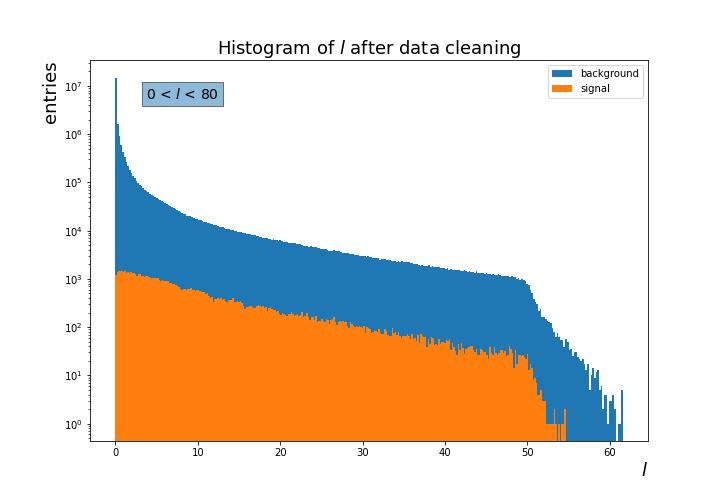 Histogram of l after data cleaning
entries
10⁷
10⁶
10⁵
10⁴
10³
10²
10¹
10⁰
0 < l < 80
background
signal
0 10 20 30 40 50 60
l